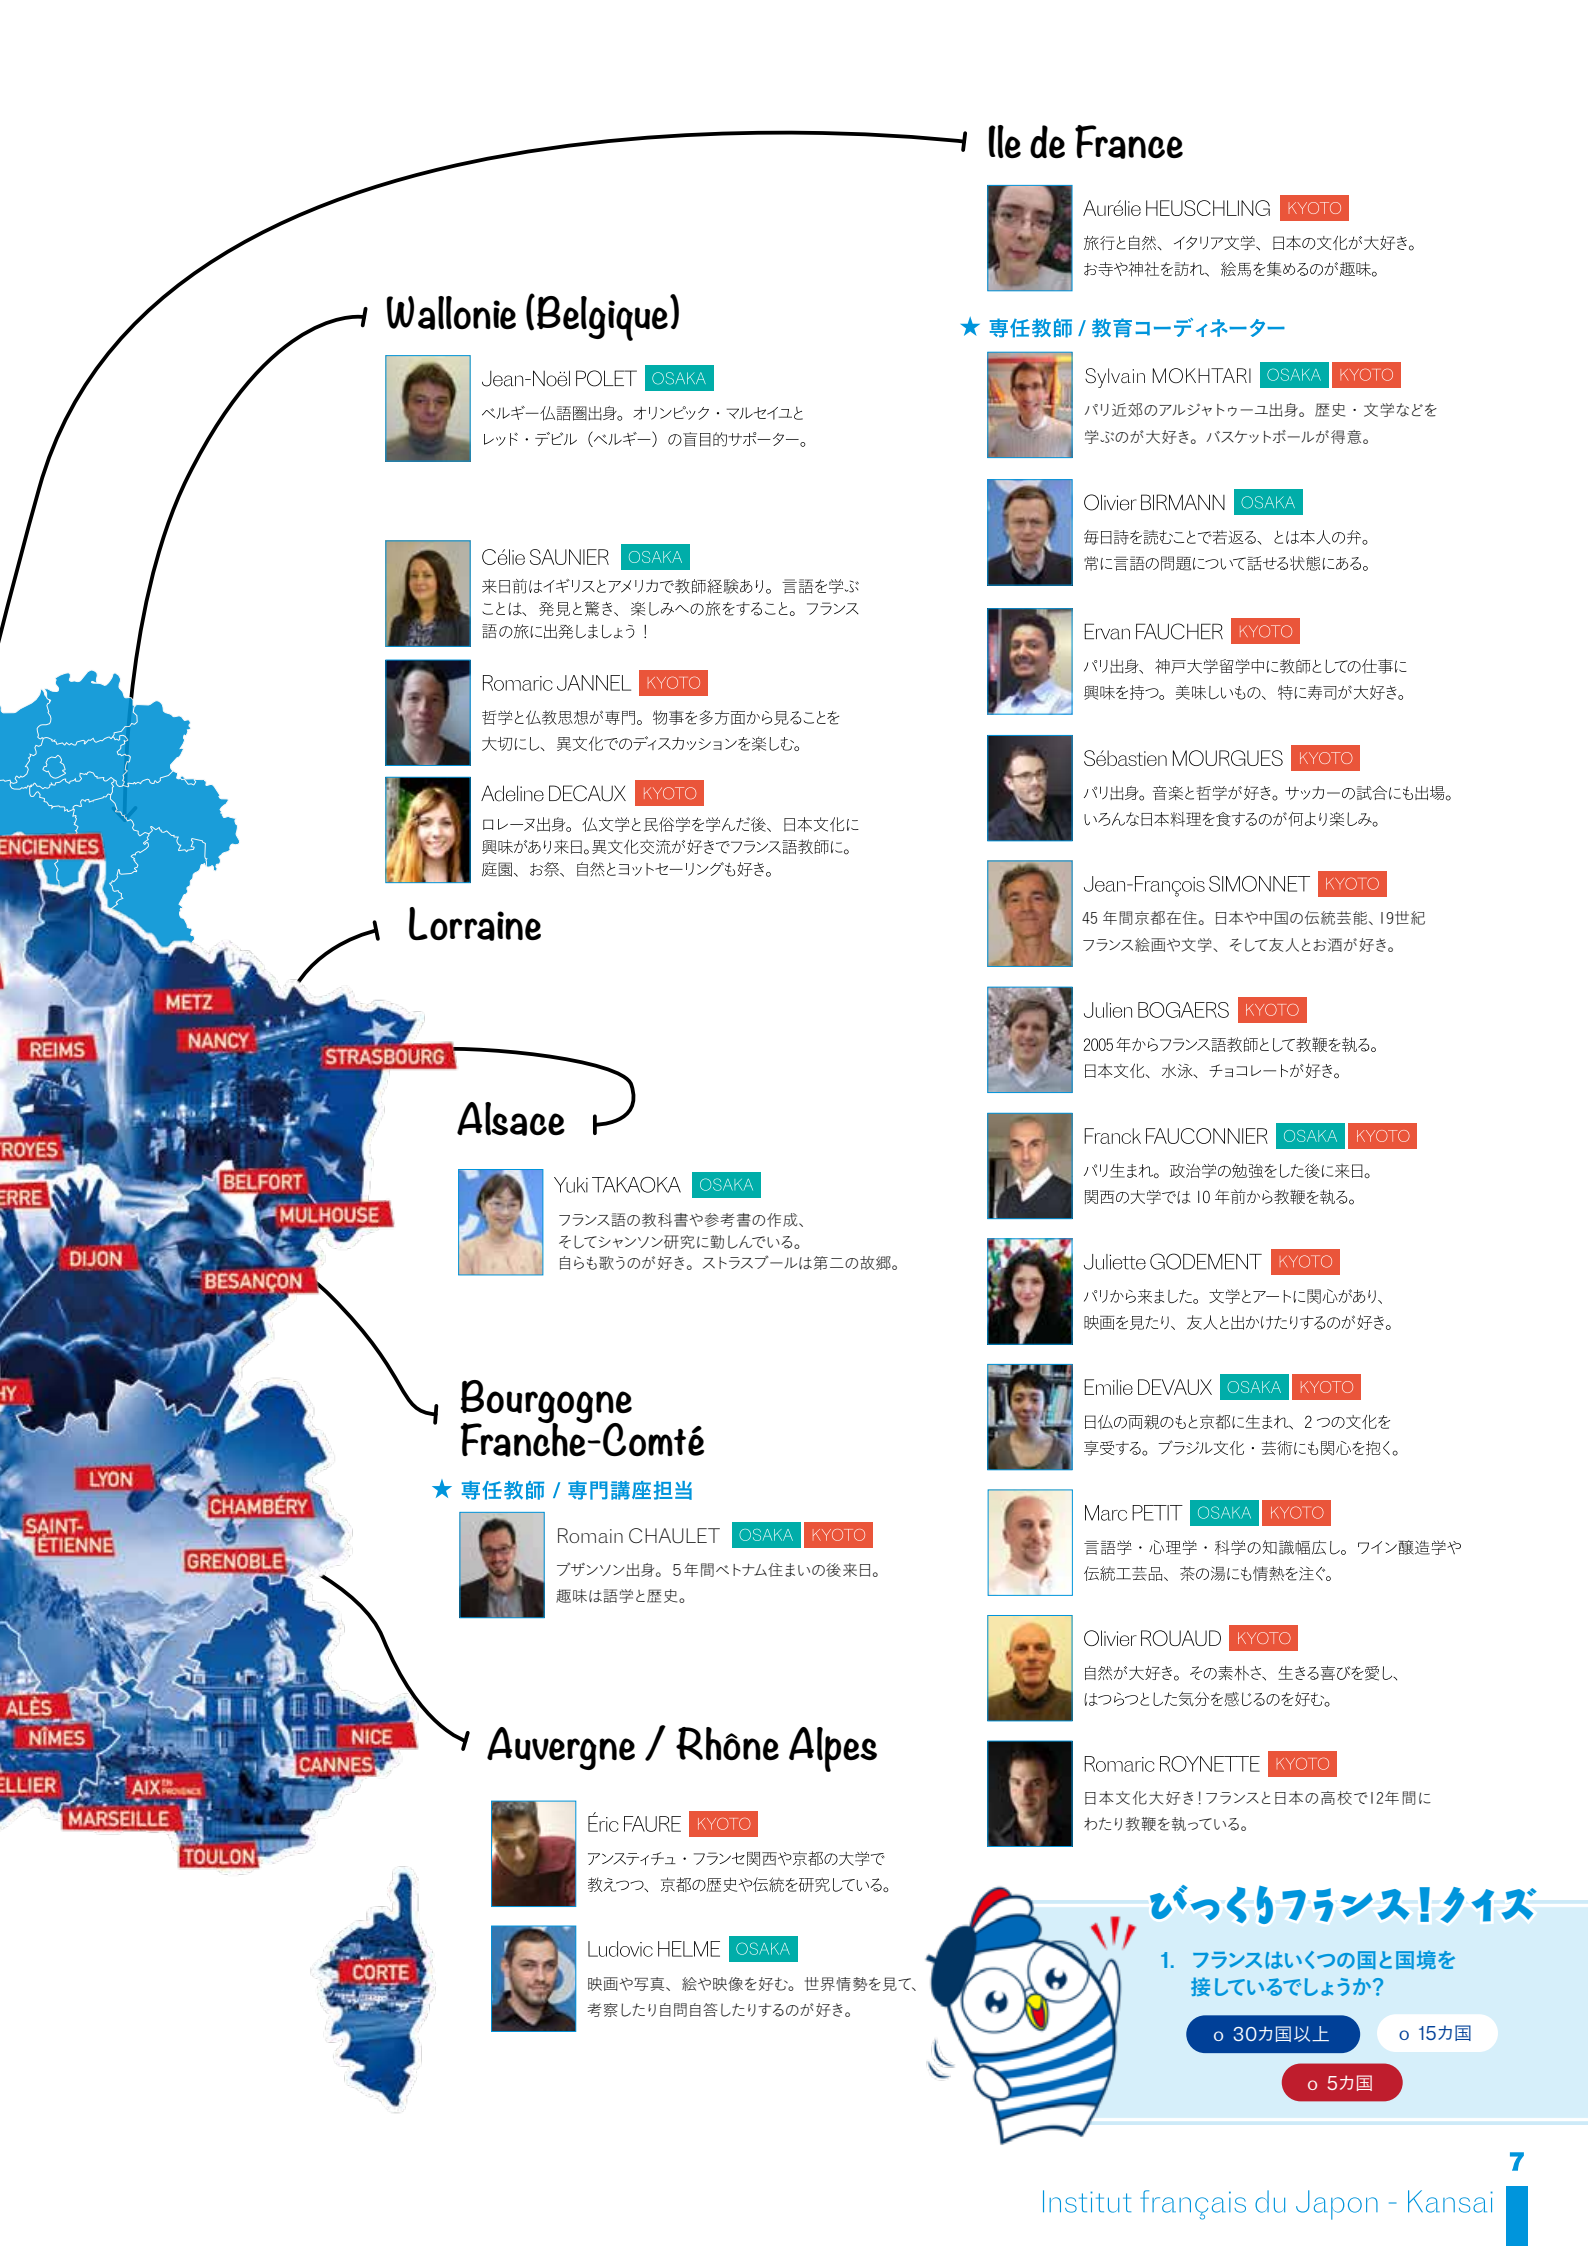 Ile de France
Aurélie HEUSCHLING KYOTO
旅行と自然、イタリア文学、日本の文化が大好き。
お寺や神社を訪れ、絵馬を集めるのが趣味。
★ 専任教師 / 教育コーディネーター
Sylvain MOKHTARI OSAKA KYOTO
パリ近郊のアルジャトゥーユ出身。歴史・文学などを
学ぶのが大好き。バスケットボールが得意。
Olivier BIRMANN OSAKA
毎日詩を読むことで若返る、とは本人の弁。
常に言語の問題について話せる状態にある。
Ervan FAUCHER KYOTO
パリ出身、神戸大学留学中に教師としての仕事に
興味を持つ。美味しいもの、特に寿司が大好き。
Sébastien MOURGUES KYOTO
パリ出身。音楽と哲学が好き。サッカーの試合にも出場。
いろんな日本料理を食するのが何より楽しみ。
Jean-François SIMONNET KYOTO
45 年間京都在住。日本や中国の伝統芸能、19世紀
フランス絵画や文学、そして友人とお酒が好き。
Julien BOGAERS KYOTO
2005年からフランス語教師として教鞭を執る。
日本文化、水泳、チョコレートが好き。
Franck FAUCONNIER OSAKA KYOTO
パリ生まれ。政治学の勉強をした後に来日。
関西の大学では 10 年前から教鞭を執る。
Juliette GODEMENT KYOTO
パリから来ました。文学とアートに関心があり、
映画を見たり、友人と出かけたりするのが好き。
Emilie DEVAUX OSAKA KYOTO
日仏の両親のもと京都に生まれ、2 つの文化を
享受する。ブラジル文化・芸術にも関心を抱く。
Marc PETIT OSAKA KYOTO
言語学・心理学・科学の知識幅広し。ワイン醸造学や
伝統工芸品、茶の湯にも情熱を注ぐ。
Olivier ROUAUD KYOTO
自然が大好き。その素朴さ、生きる喜びを愛し、
はつらつとした気分を感じるのを好む。
Romaric ROYNETTE KYOTO
日本文化大好き!フランスと日本の高校で12年間に
わたり教鞭を執っている。
Wallonie (Belgique)
Jean-Noël POLET OSAKA
ベルギー仏語圏出身。オリンピック・マルセイユと
レッド・デビル（ベルギー）の盲目的サポーター。
Célie SAUNIER OSAKA
来日前はイギリスとアメリカで教師経験あり。言語を学ぶ
ことは、発見と驚き、楽しみへの旅をすること。フランス
語の旅に出発しましょう！
Romaric JANNEL KYOTO
哲学と仏教思想が専門。物事を多方面から見ることを
大切にし、異文化でのディスカッションを楽しむ。
Adeline DECAUX KYOTO
ロレーヌ出身。仏文学と民俗学を学んだ後、日本文化に
興味があり来日。異文化交流が好きでフランス語教師に。
庭園、お祭、自然とヨットセーリングも好き。
Lorraine
Alsace
Yuki TAKAOKA OSAKA
フランス語の教科書や参考書の作成、
そしてシャンソン研究に勤しんでいる。
自らも歌うのが好き。ストラスブールは第二の故郷。
Bourgogne
Franche-Comté
★ 専任教師 / 専門講座担当
Romain CHAULET OSAKA KYOTO
ブザンソン出身。5年間ベトナム住まいの後来日。
趣味は語学と歴史。
Auvergne / Rhône Alpes
Éric FAURE KYOTO
アンスティチュ・フランセ関西や京都の大学で
教えつつ、京都の歴史や伝統を研究している。
Ludovic HELME OSAKA
映画や写真、絵や映像を好む。世界情勢を見て、
考察したり自問自答したりするのが好き。
ENCIENNES
METZ
NANCY
REIMS
STRASBOURG
ROYES
BELFORT
ERRE
MULHOUSE
DIJON
BESANÇON
HY
LYON
CHAMBÉRY
SAINT-
ÉTIENNE
GRENOBLE
ALÈS
NÎMES
NICE
CANNES
ELLIER
AIX EN PROVENCE
MARSEILLE
TOULON
CORTE
びっくりフランス!クイズ
1. フランスはいくつの国と国境を
接しているでしょうか?
o 30カ国以上
o 15カ国
o 5カ国
7
Institut français du Japon - Kansai